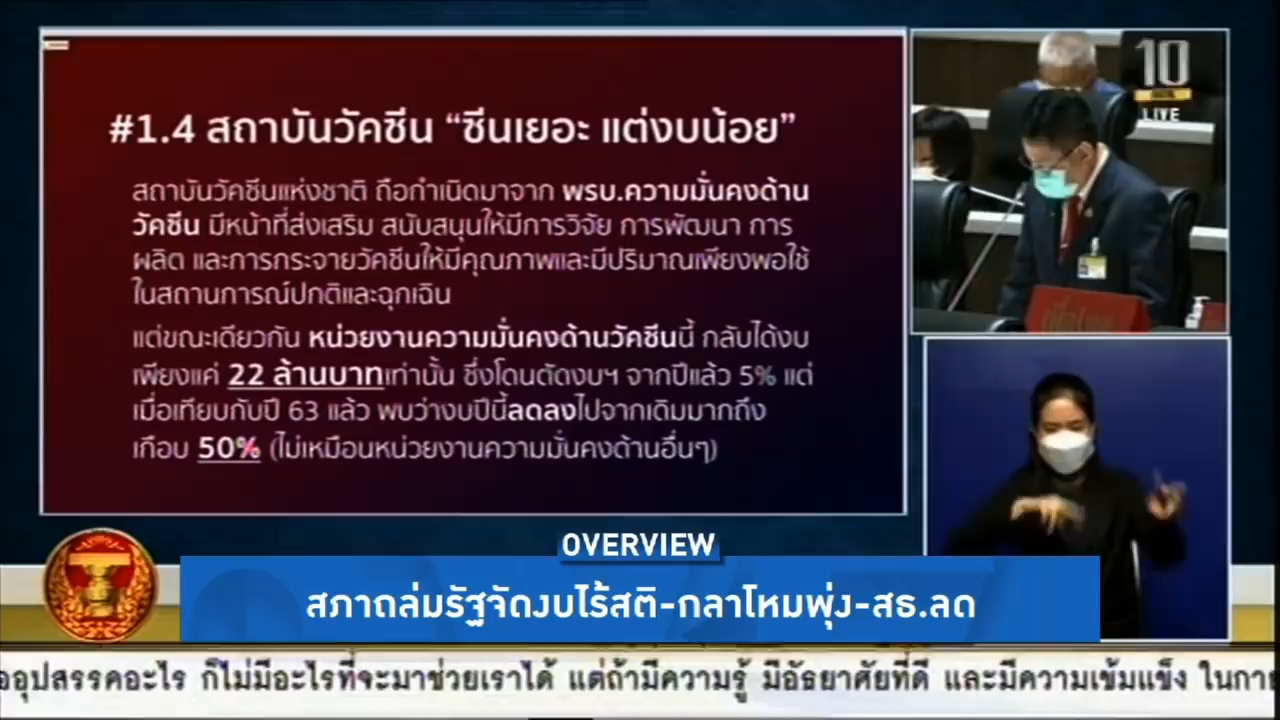 #1.4 สถาบันวัคซีน “ซีนเยอะ แต่งบน้อย”
สถาบันวัคซีนแห่งชาติ ถือกำเนิดมาจาก พรบ.ความมั่นคงด้าน
วัคซีน มีหน้าที่ส่งเสริม สนับสนุนให้มีการวิจัย การพัฒนา การ
ผลิต และการกระจายวัคซีนให้มีคุณภาพและมีปริมาณเพียงพอใช้
ในสถานการณ์ปกติและฉุกเฉิน
แต่ขณะเดียวกัน หน่วยงานความมั่นคงด้านวัคซีนนี้ กลับได้งบ
เพียงแค่ 22 ล้านบาทเท่านั้น ซึ่งโดนตัดงบฯ จากปีแล้ว 5% แต่
เมื่อเทียบกับปี 63 แล้ว พบว่างบปีนี้ลดลงไปจากเดิมมากถึง
เกือบ 50% (ไม่เหมือนหน่วยงานความมั่นคงด้านอื่นๆ)
10
LIVE
OVERVIEW
สภาถล่มรัฐจัดงบไร้สติ-กลาโหมพุ่ง-สธ.ลด
ออุปสรรคอะไร ก็ไม่มีอะไรที่จะมาช่วยเราได้ แต่ถ้ามีความรู้ มีอัธยาศัยที่ดี และมีความเข้มแข็ง ในกา